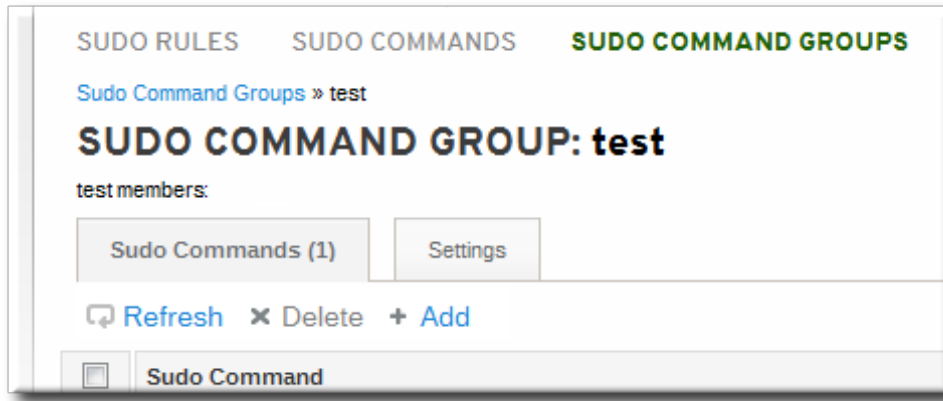 SUDO RULES SUDO COMMANDS SUDO COMMAND GROUPS
Sudo Command Groups » test
SUDO COMMAND GROUP: test
test members:
Sudo Commands (1) Settings
Refresh Delete Add
Sudo Command